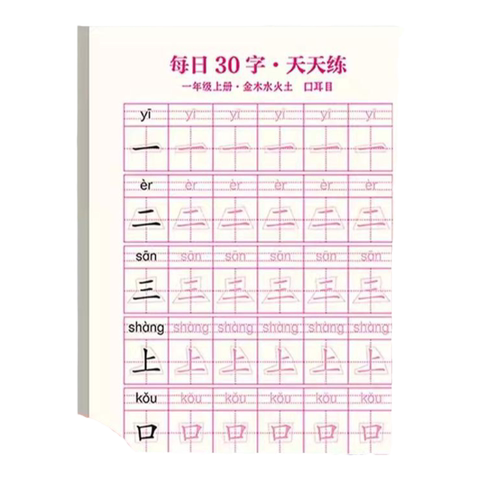 每日30字·天天练
一年级上册·金木水火土 口耳目
yī yī yī yī yī yī
一 一 一 一 一 一
èr èr èr èr èr èr
二 二 二 二 二 二
sān sān sān sān sān sān
三 三 三 三 三 三
shàng shàng shàng shàng shàng shàng
上 上 上 上 上 上
kǒu kǒu kǒu kǒu kǒu kǒu
口 口 口 口 口 口